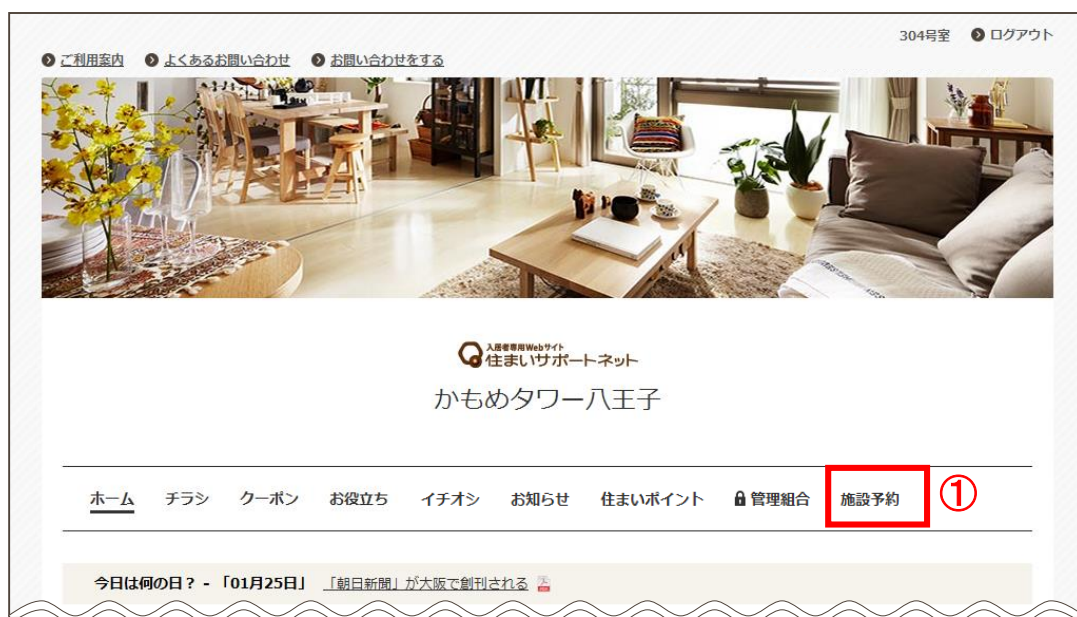 304号室 ログアウト
ご利用案内 よくあるお問い合わせ お問い合わせをする
入居者専用Webサイト
住まいサポートネット
かもめタワー八王子
ホーム チラシ クーポン お役立ち イチオシ お知らせ 住まいポイント 管理組合 施設予約 ①
今日は何の日? - 「01月25日」 「朝日新聞」が大阪で創刊される